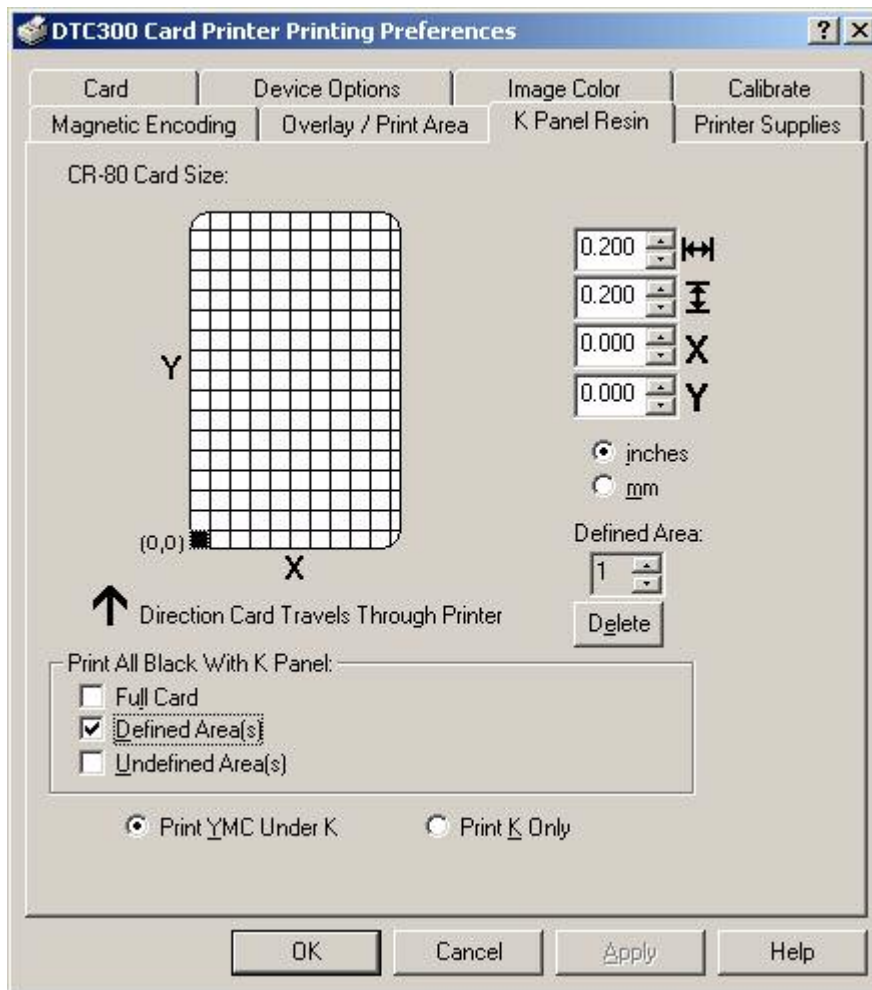 DTC300 Card Printer Printing Preferences
Card Device Options Image Color Calibrate
Magnetic Encoding Overlay / Print Area K Panel Resin Printer Supplies
CR-80 Card Size:
0.200
0.200
0.000 X
0.000 Y
Y
inches
mm
(0,0)
X
Defined Area:
1
Direction Card Travels Through Printer
Delete
Print All Black With K Panel:
Full Card
Defined Area(s)
Undefined Area(s)
Print YMC Under K Print K Only
OK Cancel Apply Help